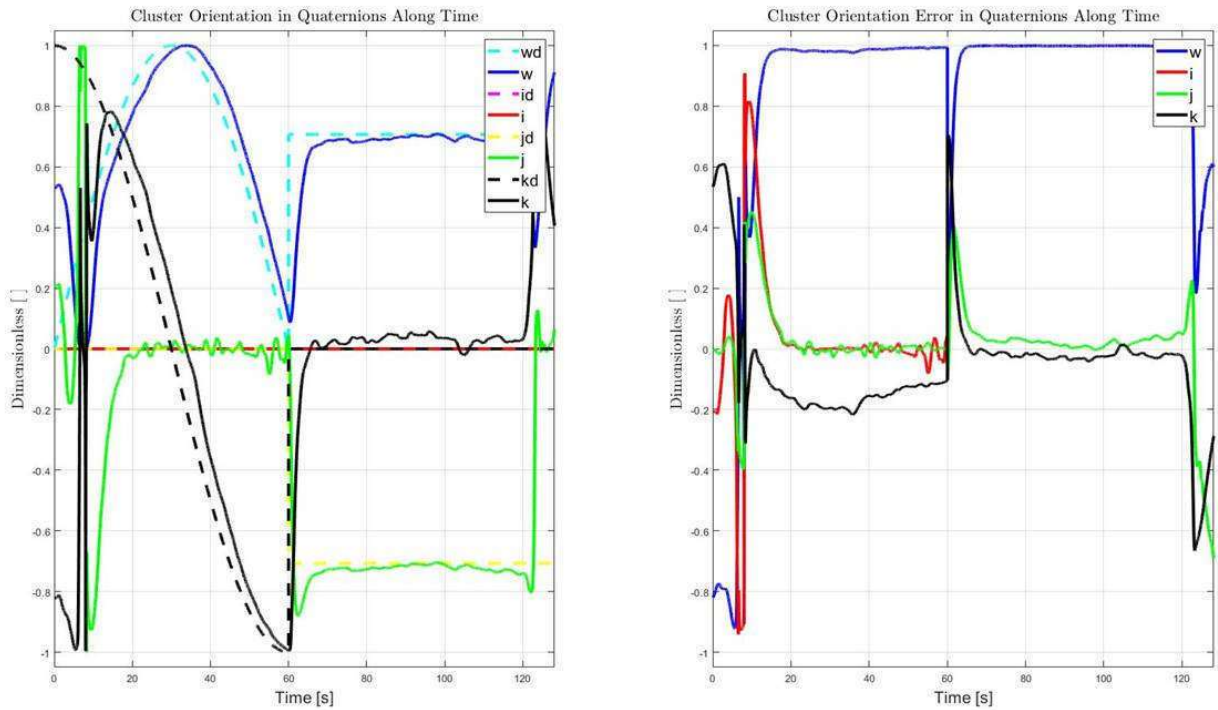 Cluster Orientation in Quaternions Along Time
1
0.8
0.6
0.4
0.2
0
-0.2
-0.4
-0.6
-0.8
-1
Dimensionless [ ]
0
20
40
60
80
100
120
Time [s]
wd
w
id
i
jd
j
kd
k
Cluster Orientation Error in Quaternions Along Time
1
0.8
0.6
0.4
0.2
0
-0.2
-0.4
-0.6
-0.8
-1
Dimensionless [ ]
0
20
40
60
80
100
120
Time [s]
w
i
j
k